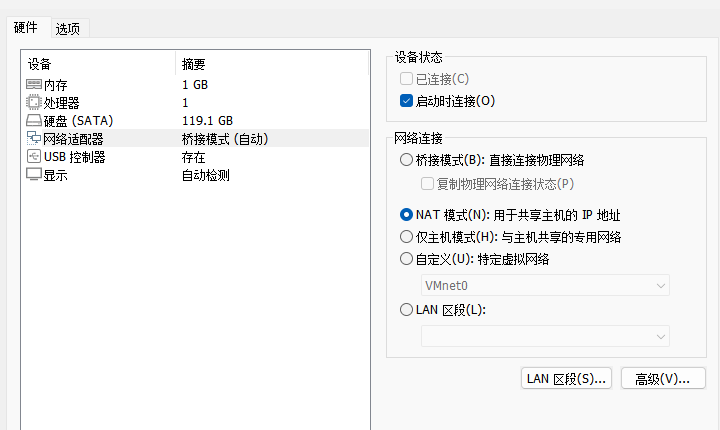 硬件 选项
设备 摘要
内存 1 GB
处理器 1
硬盘 (SATA) 119.1 GB
网络适配器 桥接模式 (自动)
USB 控制器 存在
显示 自动检测
设备状态
已连接(C)
启动时连接(O)
网络连接
桥接模式(B): 直接连接物理网络
复制物理网络连接状态(P)
NAT 模式(N): 用于共享主机的 IP 地址
仅主机模式(H): 与主机共享的专用网络
自定义(U): 特定虚拟网络
VMnet0
LAN 区段(L):
LAN 区段(S)... 高级(V)...